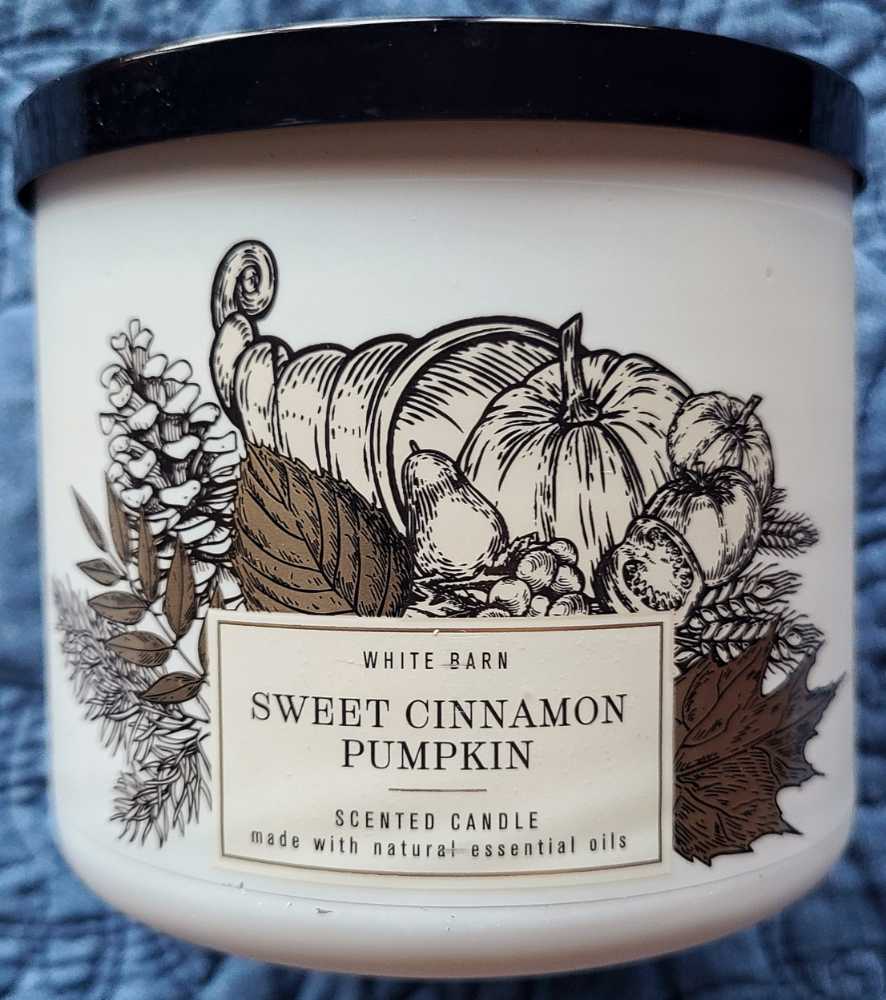 WHITE BARN
SWEET CINNAMON
PUMPKIN
SCENTED CANDLE
made with natural essential oils